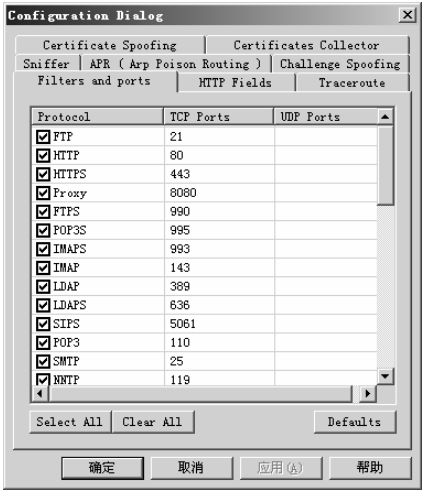 Configuration Dialog
Certificate Spoofing Certificates Collector
Sniffer APR ( Arp Poison Routing ) Challenge Spoofing
Filters and ports HTTP Fields Traceroute
Protocol TCP Ports UDP Ports
FTP 21
HTTP 80
HTTPS 443
Proxy 8080
FTPS 990
POP3S 995
IMAPS 993
IMAP 143
LDAP 389
LDAPS 636
SIPS 5061
POP3 110
SMTP 25
NNTP 119
Select All Clear All Defaults
确定 取消 应用(A) 帮助